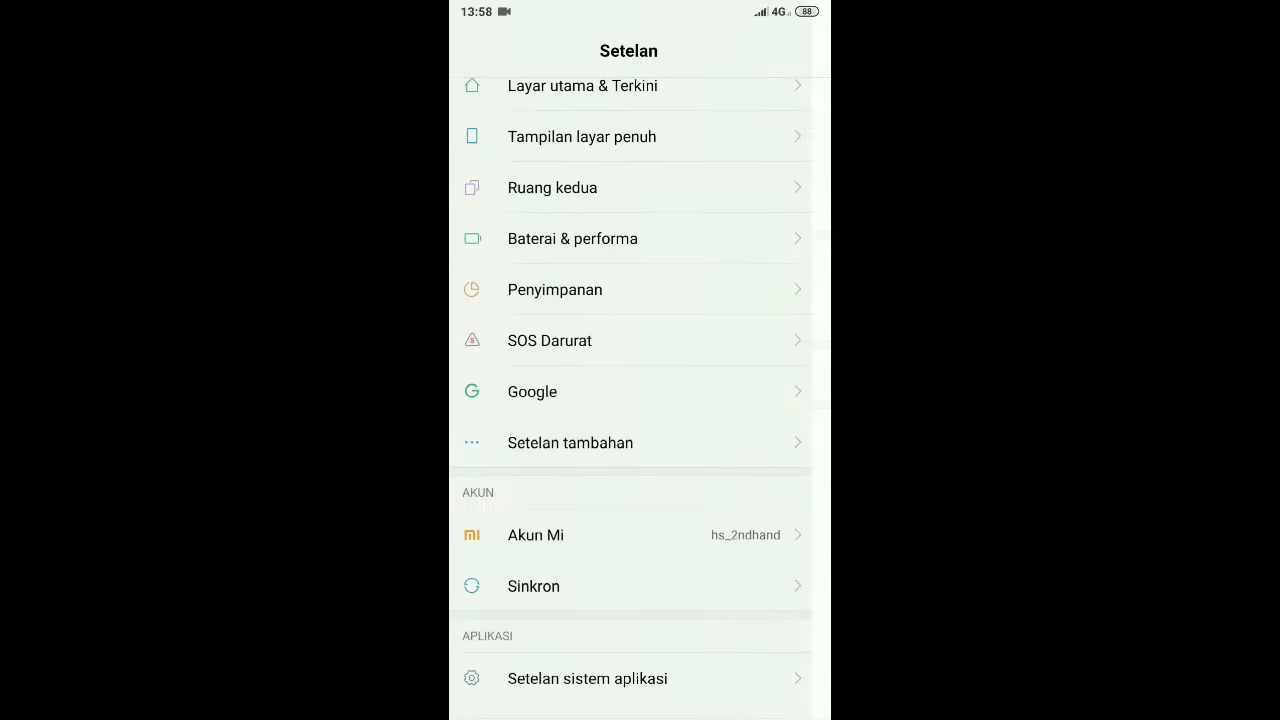 13:58 4G 88
Setelan
Layar utama & Terkini
Tampilan layar penuh
Ruang kedua
Baterai & performa
Penyimpanan
SOS Darurat
Google
Setelan tambahan
AKUN
Akun Mi hs_2ndhand
Sinkron
APLIKASI
Setelan sistem aplikasi